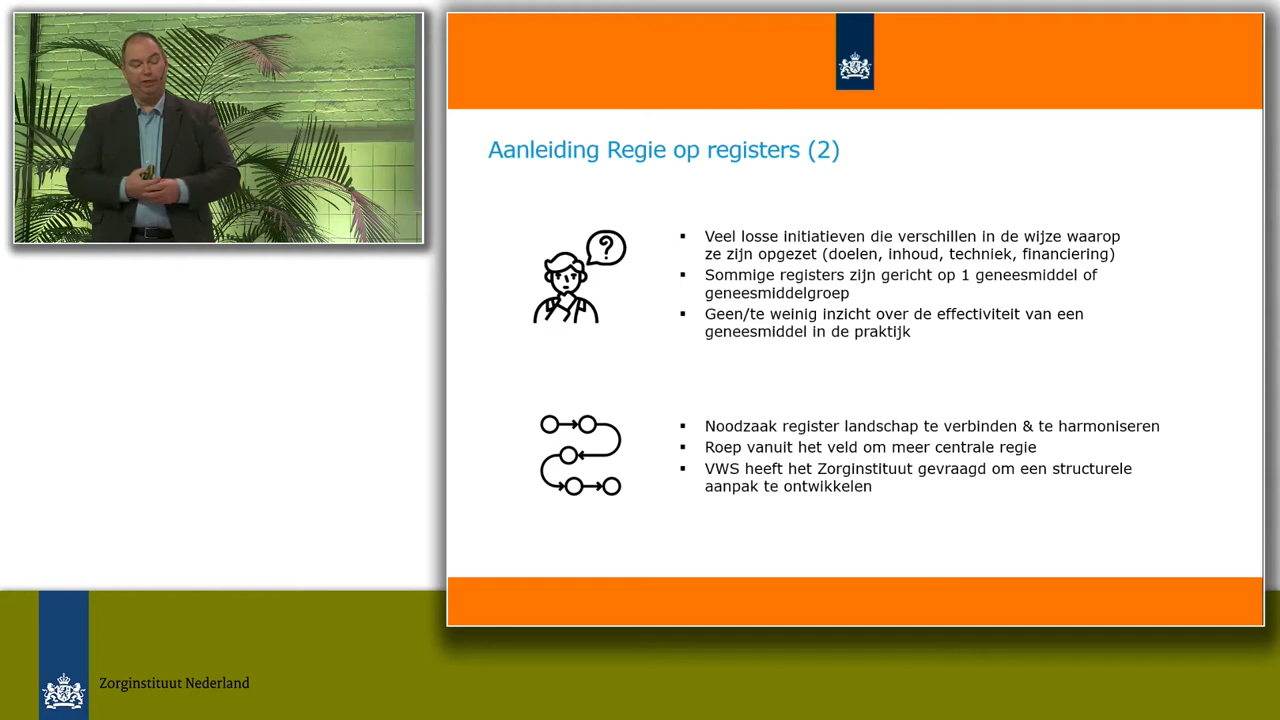 Aanleiding Regie op registers (2)
?
▪ Veel losse initiatieven die verschillen in de wijze waarop
ze zijn opgezet (doelen, inhoud, techniek, financiering)
▪ Sommige registers zijn gericht op 1 geneesmiddel of
geneesmiddelgroep
▪ Geen/te weinig inzicht over de effectiviteit van een
geneesmiddel in de praktijk
▪ Noodzaak register landschap te verbinden & te harmoniseren
▪ Roep vanuit het veld om meer centrale regie
▪ VWS heeft het Zorginstituut gevraagd om een structurele
aanpak te ontwikkelen
Zorginstituut Nederland